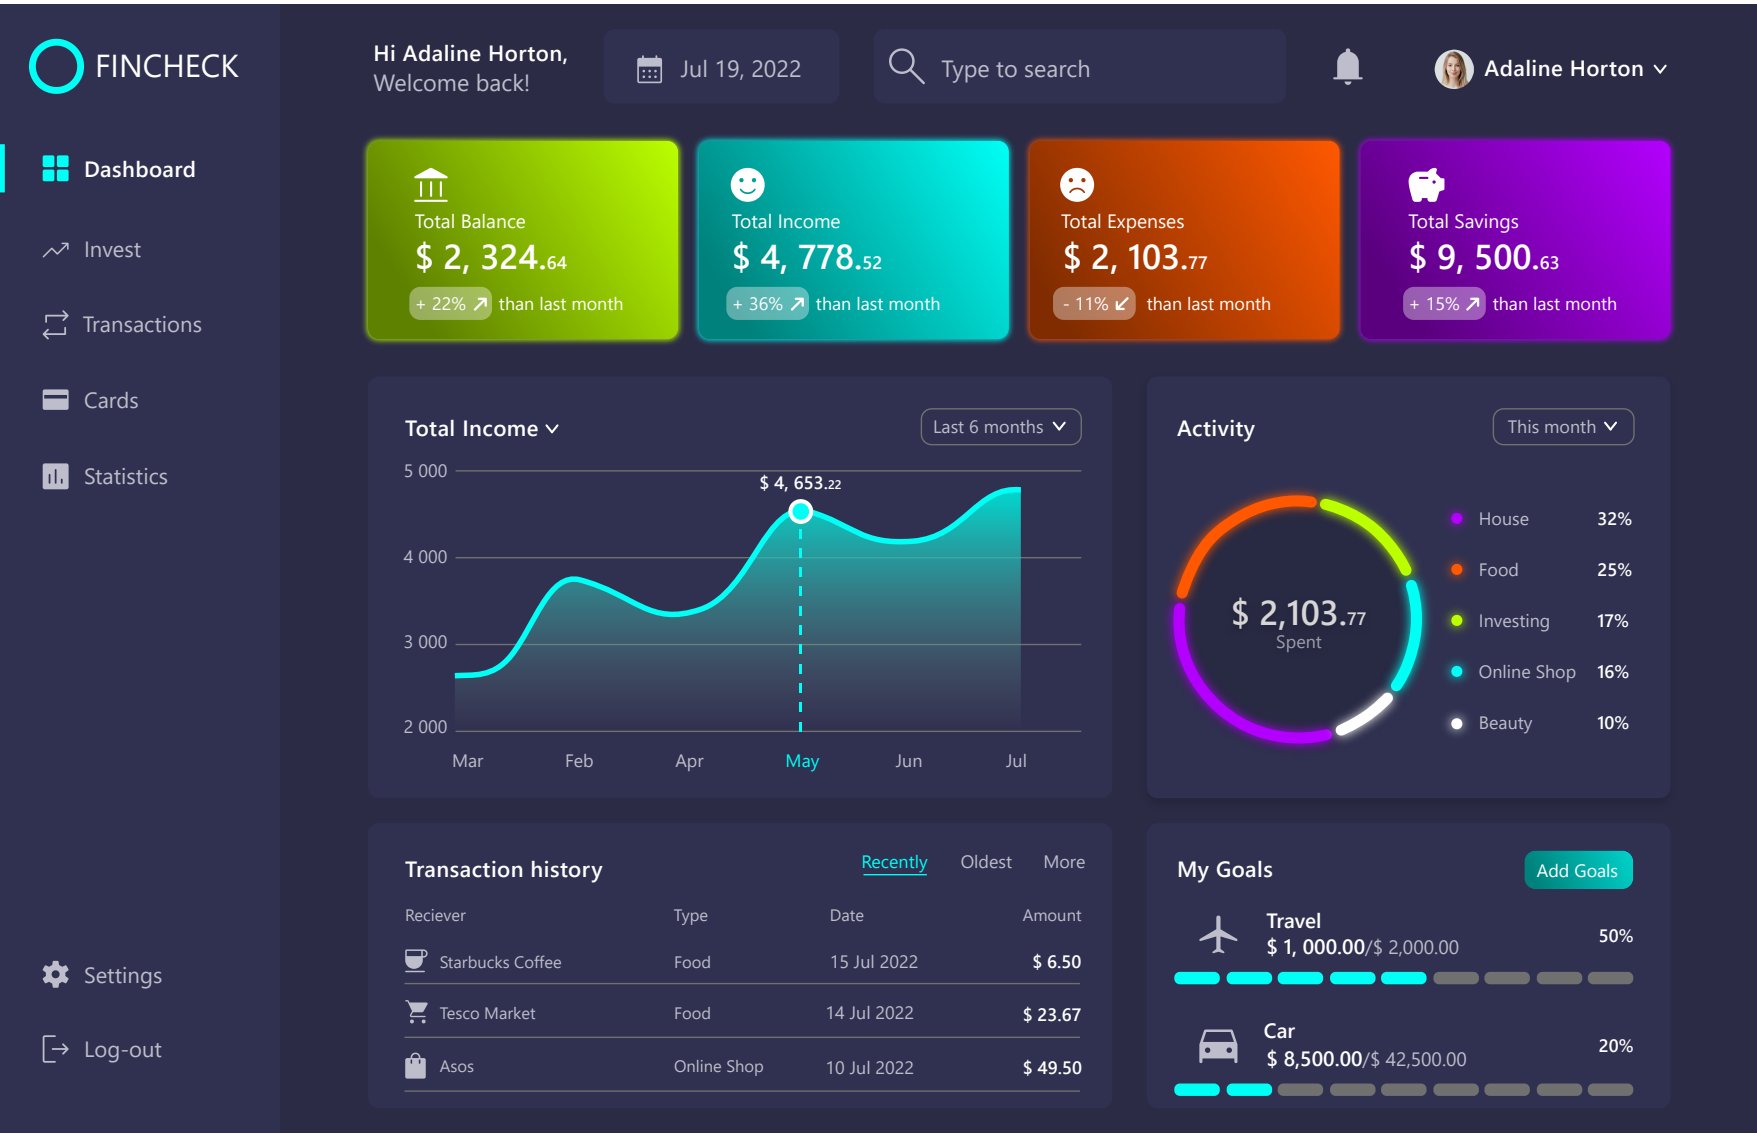 FINCHECK
Hi Adaline Horton,
Welcome back!
Jul 19, 2022
Type to search
Adaline Horton
Dashboard
Invest
Transactions
Cards
Statistics
Settings
Log-out
Total Balance
$ 2, 324.64
+ 22% than last month
Total Income
$ 4, 778.52
+ 36% than last month
Total Expenses
$ 2, 103.77
- 11% than last month
Total Savings
$ 9, 500.63
+ 15% than last month
Total Income
Last 6 months
5 000
$ 4, 653.22
4 000
3 000
2 000
Mar Feb Apr May Jun Jul
Activity
This month
$ 2,103.77
Spent
House 32%
Food 25%
Investing 17%
Online Shop 16%
Beauty 10%
Transaction history
Recently Oldest More
Reciever Type Date Amount
Starbucks Coffee Food 15 Jul 2022 $ 6.50
Tesco Market Food 14 Jul 2022 $ 23.67
Asos Online Shop 10 Jul 2022 $ 49.50
My Goals
Add Goals
Travel
$ 1, 000.00/$ 2,000.00
50%
Car
$ 8,500.00/$ 42,500.00
20%